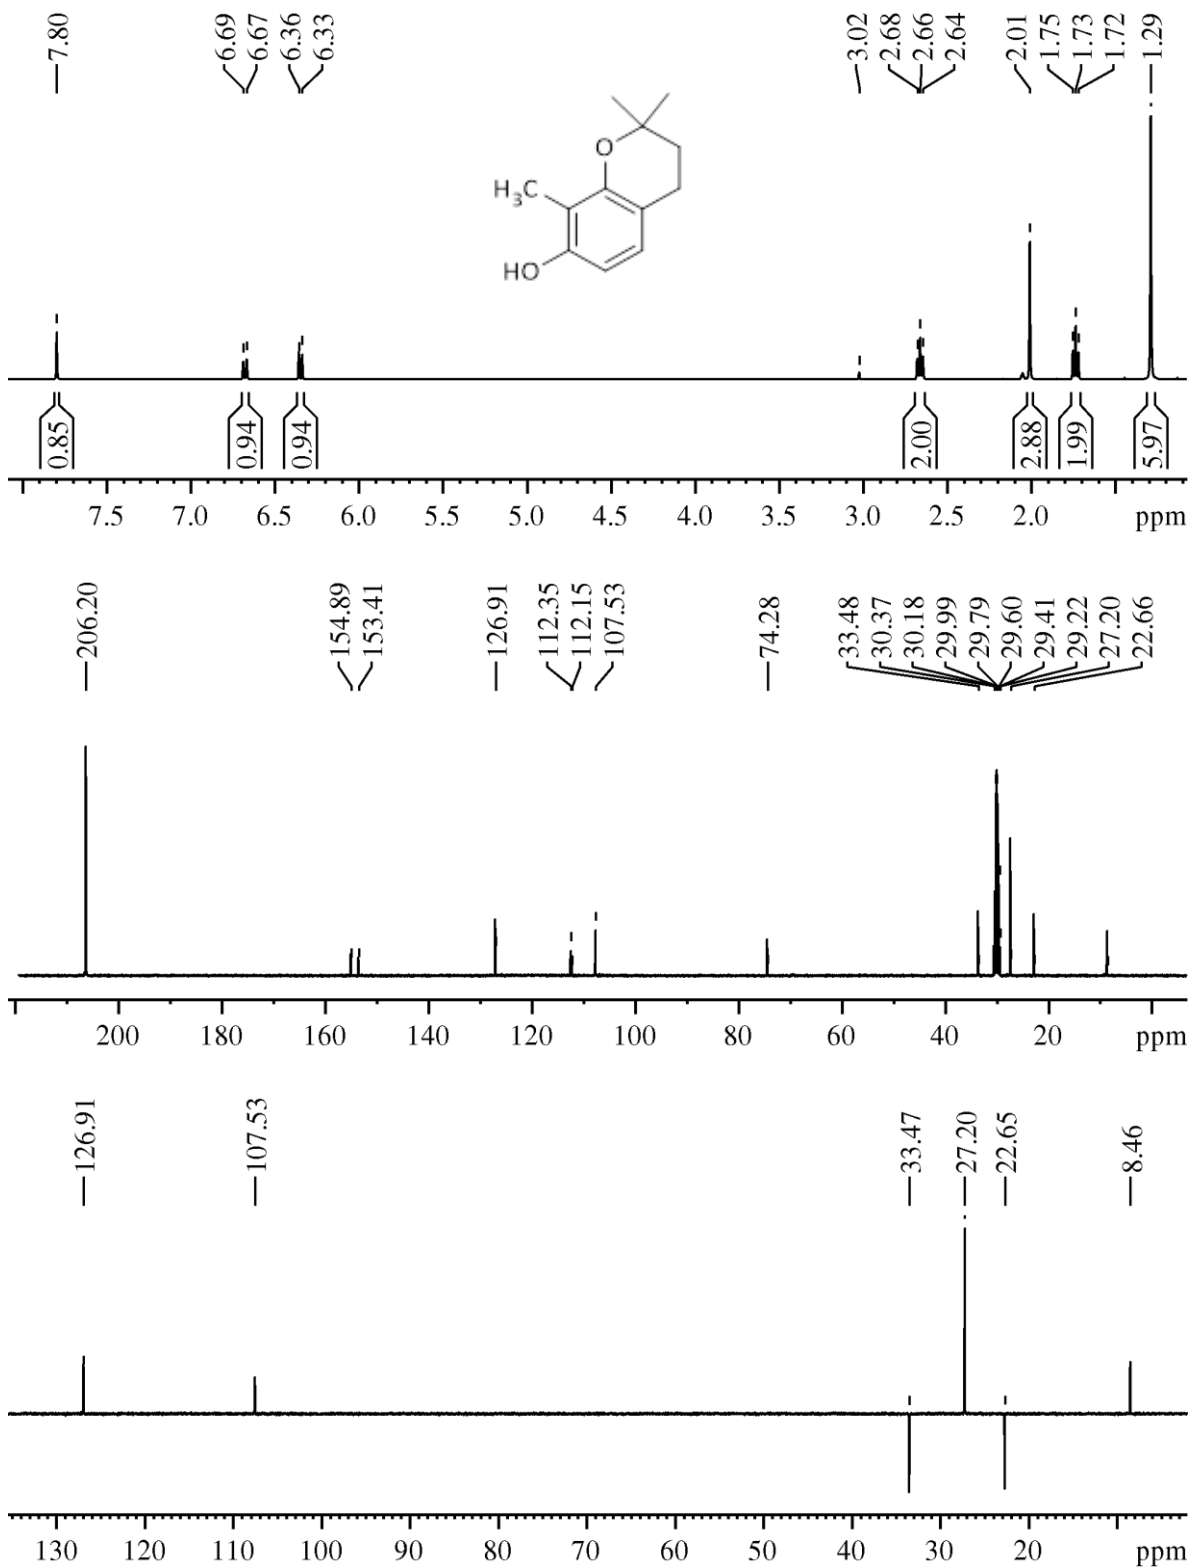 7.80 6.69 6.67 6.36 6.33 3.02 2.68 2.66 2.64 2.01 1.75 1.73 1.72 1.29
O
H₃C
HO
0.85 0.94 0.94 2.00 2.88 1.99 5.97
7.5 7.0 6.5 6.0 5.5 5.0 4.5 4.0 3.5 3.0 2.5 2.0 ppm
206.20 154.89 153.41 126.91 112.35 112.15 107.53 74.28 33.48 30.37 30.18 29.99 29.79 29.60 29.41 29.22 27.20 22.66
200 180 160 140 120 100 80 60 40 20 ppm
126.91 107.53 33.47 27.20 22.65 8.46
130 120 110 100 90 80 70 60 50 40 30 20 10 ppm